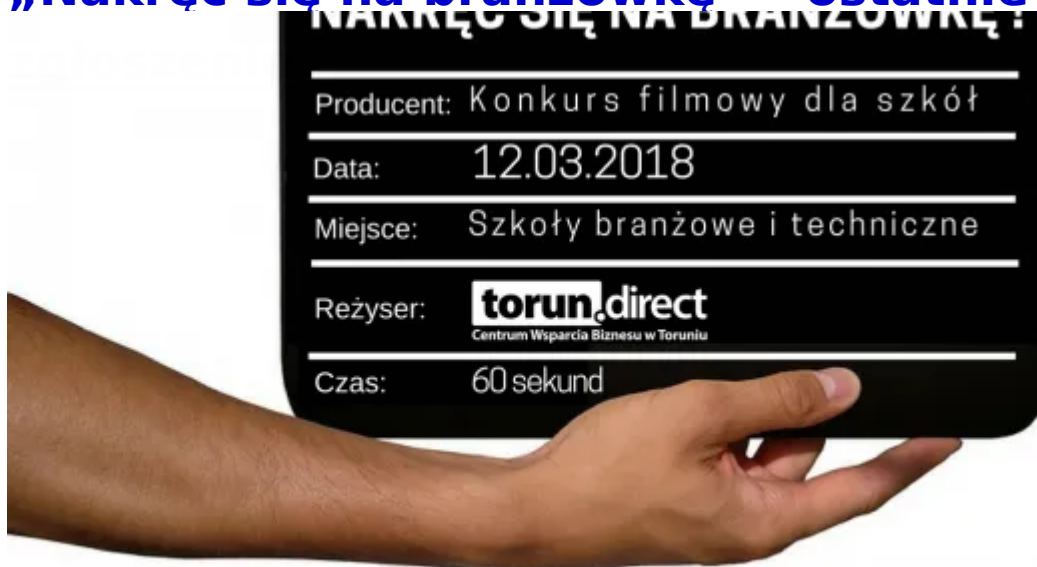 „Nakręć się na branżówkę” – ostatnie
NAKRĘĆ SIĘ NA BRANŻÓWKĘ!
Producent: Konkurs filmowy dla szkół
Data: 12.03.2018
Miejsce: Szkoły branżowe i techniczne
Reżyser: torun.direct
Centrum Wsparcia Biznesu w Toruniu
Czas: 60 sekund